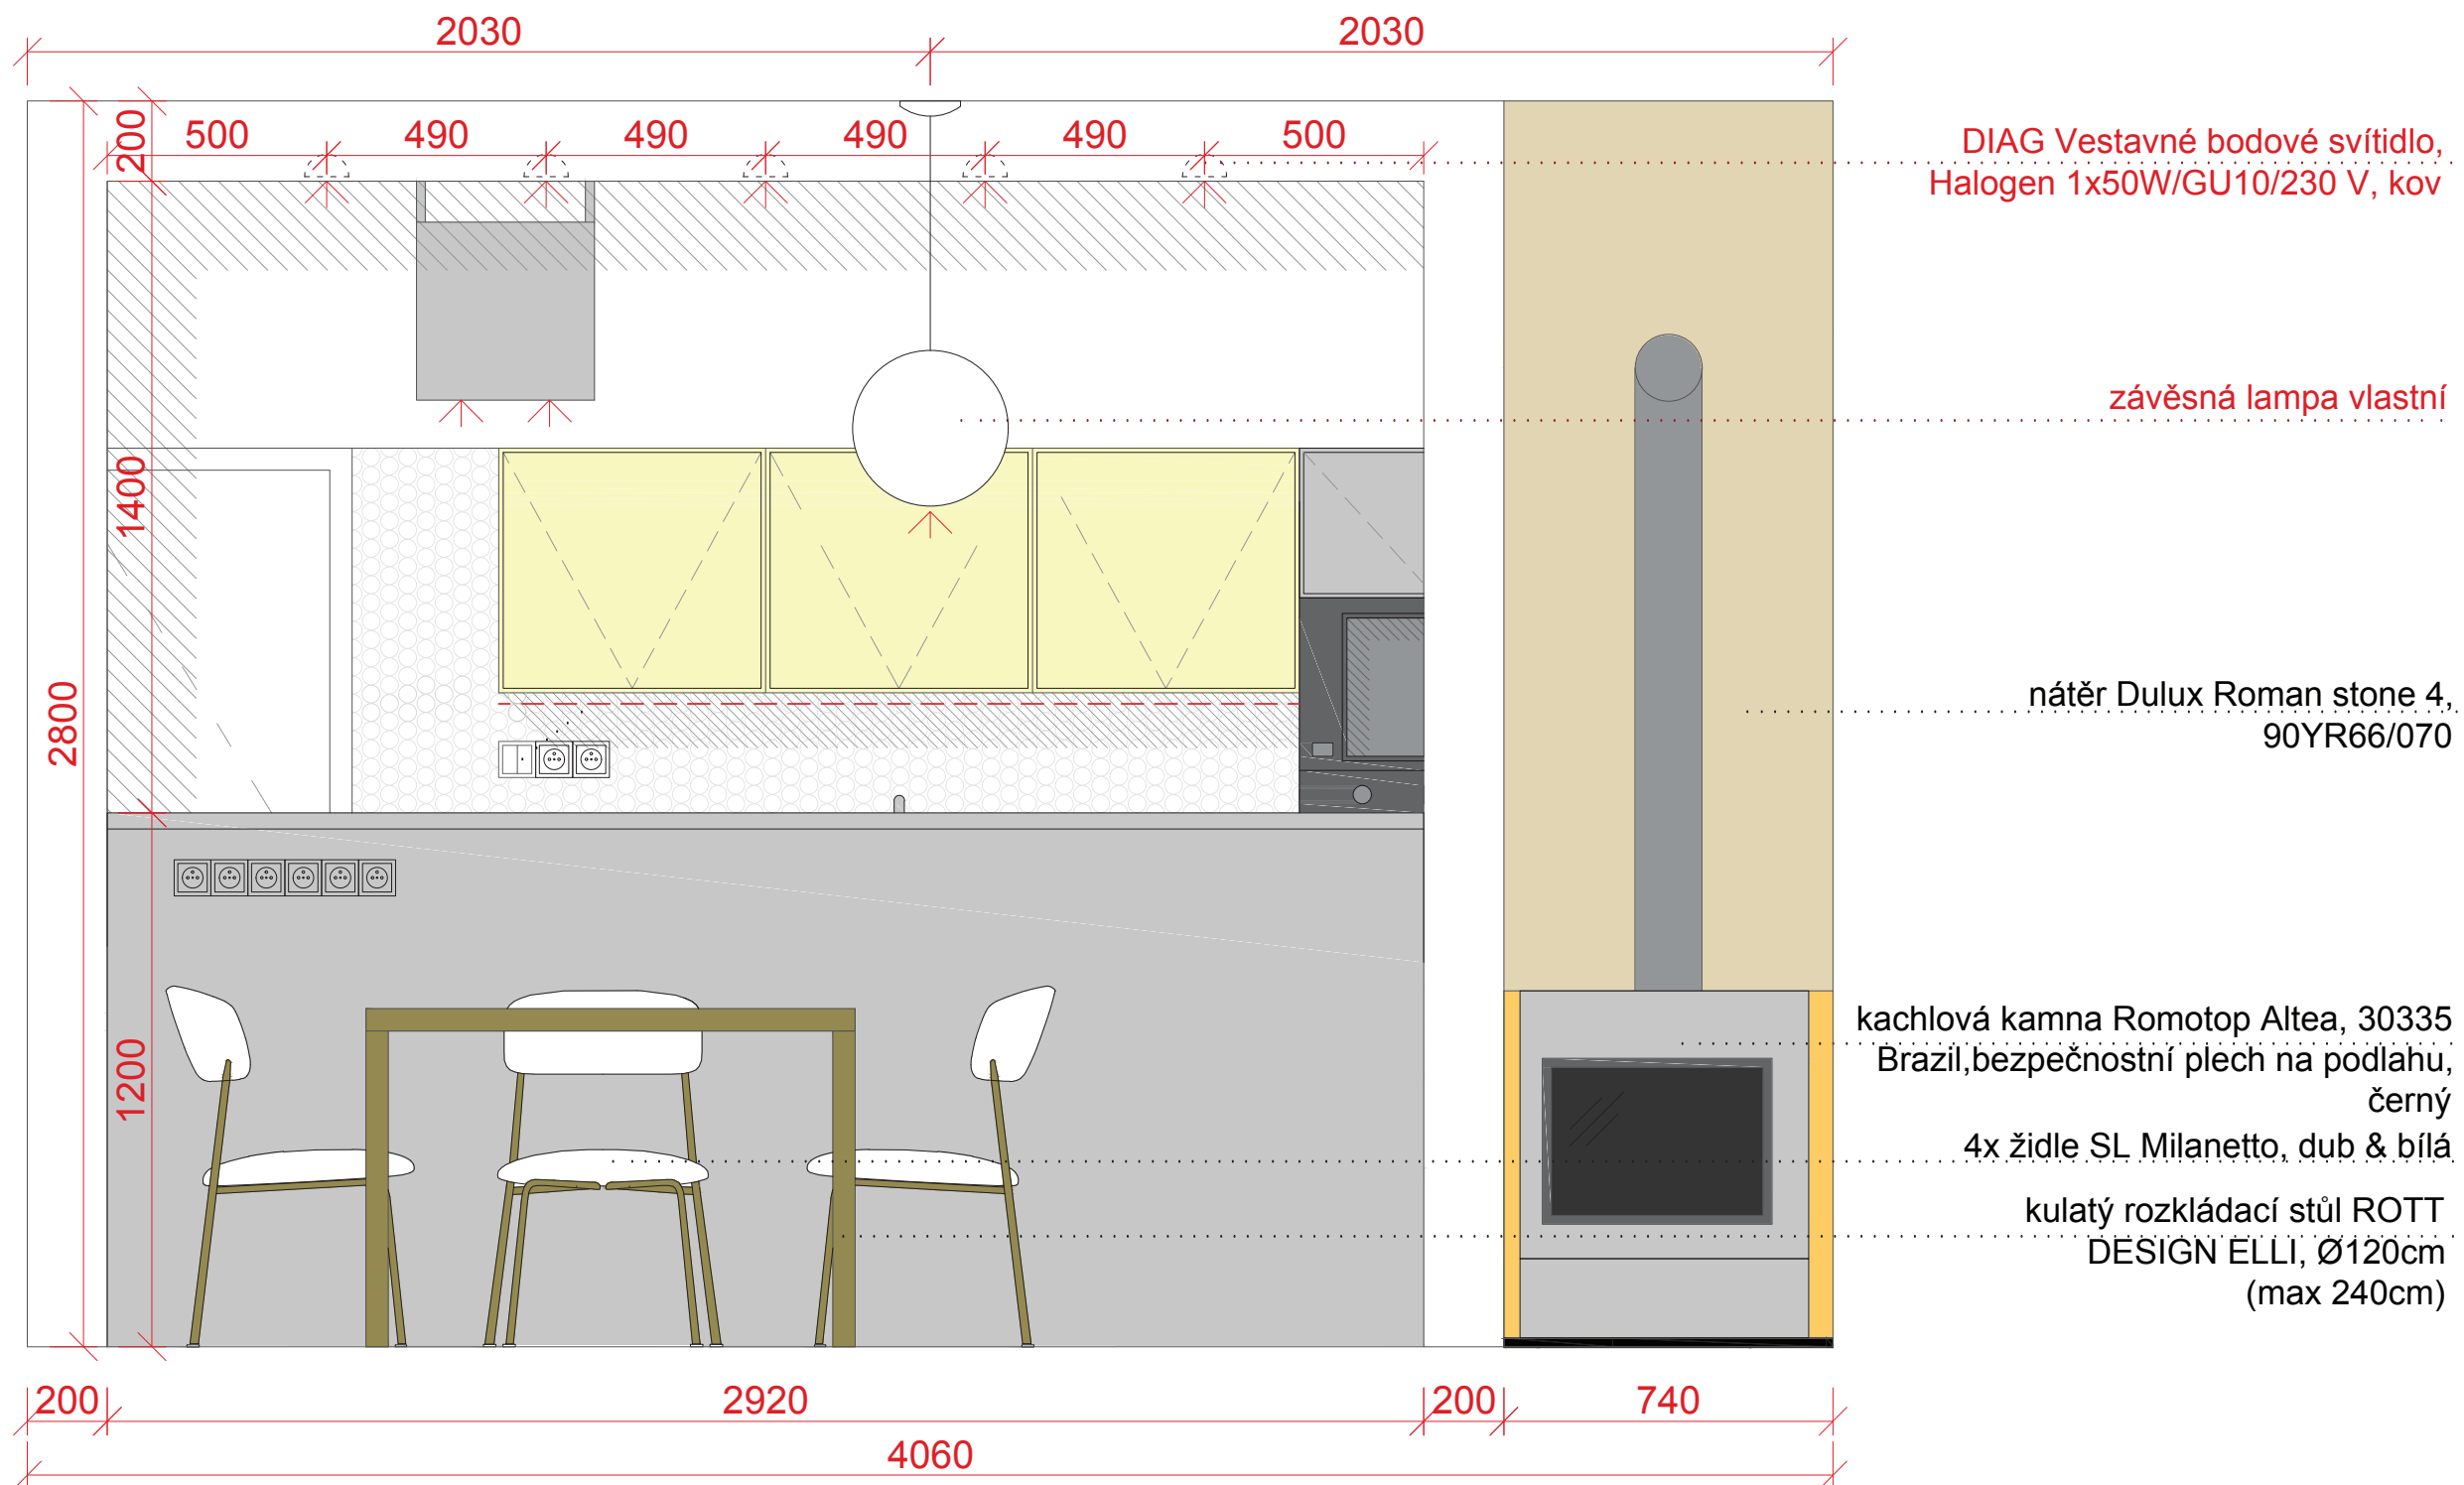 2030
2030
200
500
490
490
490
490
500
DIAG Vestavné bodové svítidlo,
Halogen 1x50W/GU10/230 V, kov
závěsná lampa vlastní
1400
2800
nátěr Dulux Roman stone 4,
90YR66/070
1200
kachlová kamna Romotop Altea, 30335
Brazil,bezpečnostní plech na podlahu,
černý
4x židle SL Milanetto, dub & bílá
kulatý rozkládací stůl ROTT
DESIGN ELLI, Ø120cm
(max 240cm)
200
2920
200
740
4060